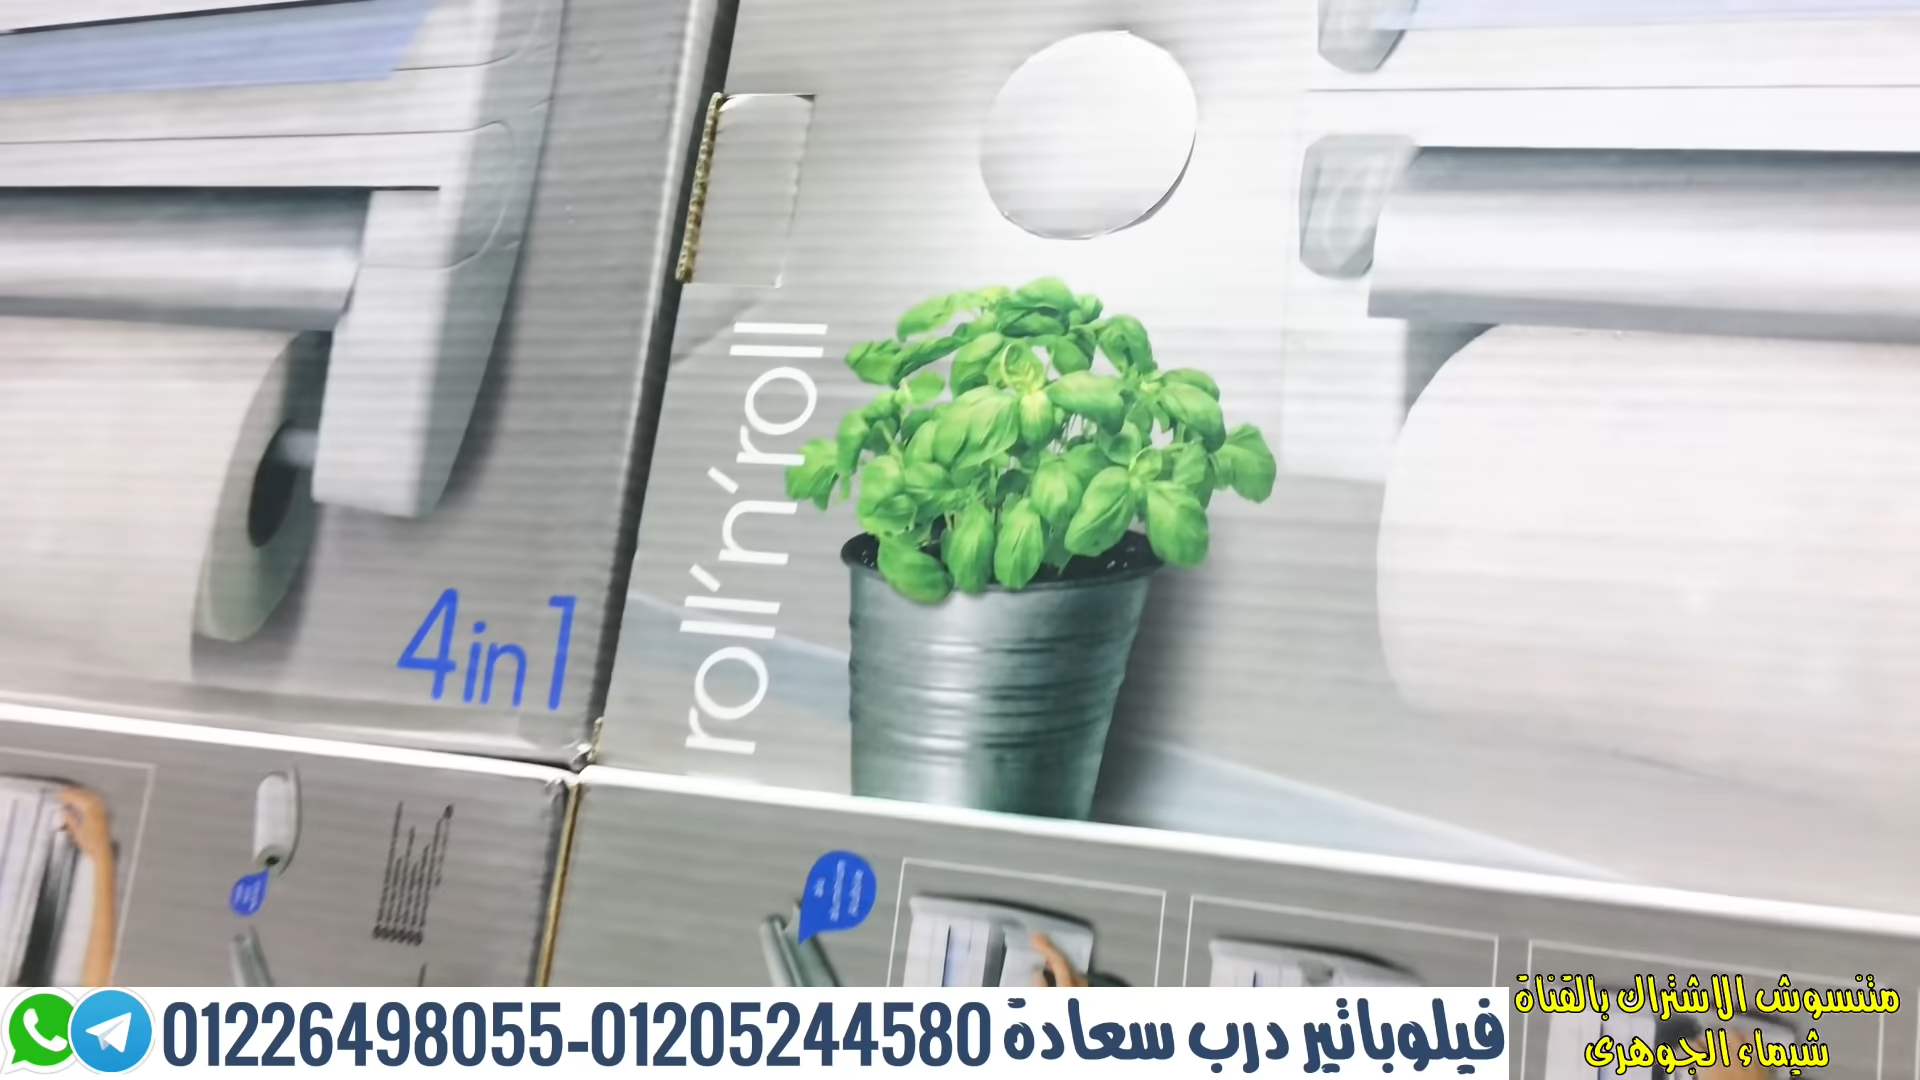 roll'n'roll
4in1
01226498055-01205244580 فيلوباتير درب سعادة
متنسوش الاشتراك بالقناة
شيماء الجوهرى